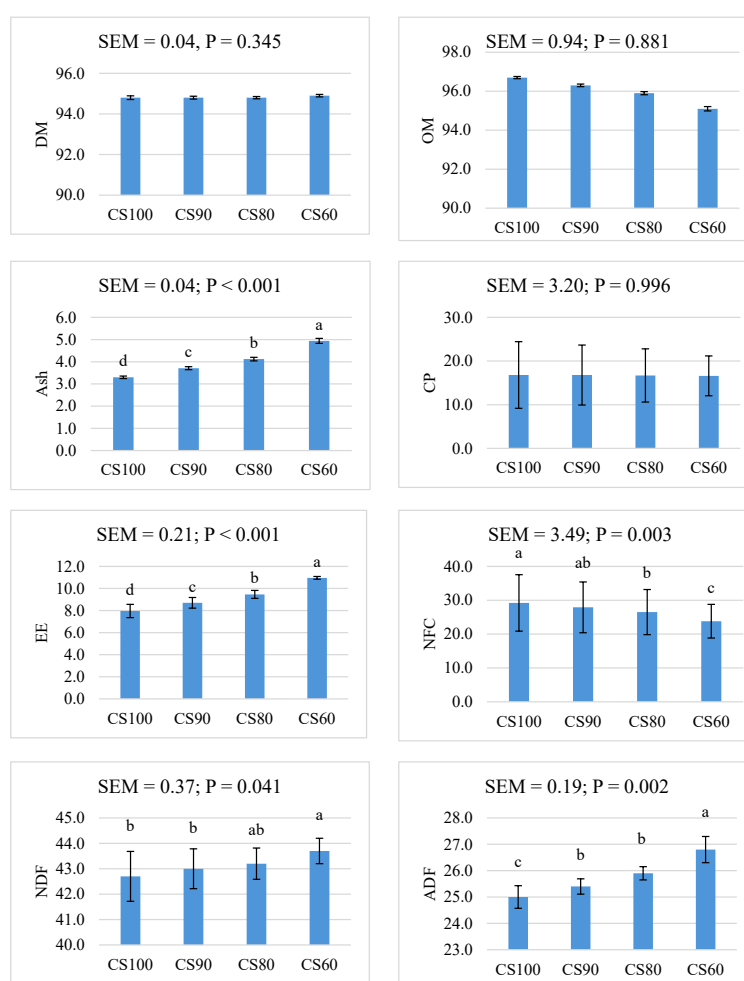 SEM = 0.04, P = 0.345
96.0
94.0
92.0
90.0
DM
CS100 CS90 CS80 CS60
SEM = 0.94; P = 0.881
98.0
96.0
94.0
92.0
90.0
OM
CS100 CS90 CS80 CS60
SEM = 0.04; P < 0.001
6.0
5.0
4.0
3.0
2.0
1.0
0.0
Ash
d c b a
CS100 CS90 CS80 CS60
SEM = 3.20; P = 0.996
30.0
20.0
10.0
0.0
CP
CS100 CS90 CS80 CS60
SEM = 0.21; P < 0.001
12.0
10.0
8.0
6.0
4.0
2.0
0.0
EE
d c b a
CS100 CS90 CS80 CS60
SEM = 3.49; P = 0.003
40.0
30.0
20.0
10.0
0.0
NFC
a ab b c
CS100 CS90 CS80 CS60
SEM = 0.37; P = 0.041
45.0
44.0
43.0
42.0
41.0
40.0
NDF
b b ab a
CS100 CS90 CS80 CS60
SEM = 0.19; P = 0.002
28.0
27.0
26.0
25.0
24.0
23.0
ADF
c b b a
CS100 CS90 CS80 CS60